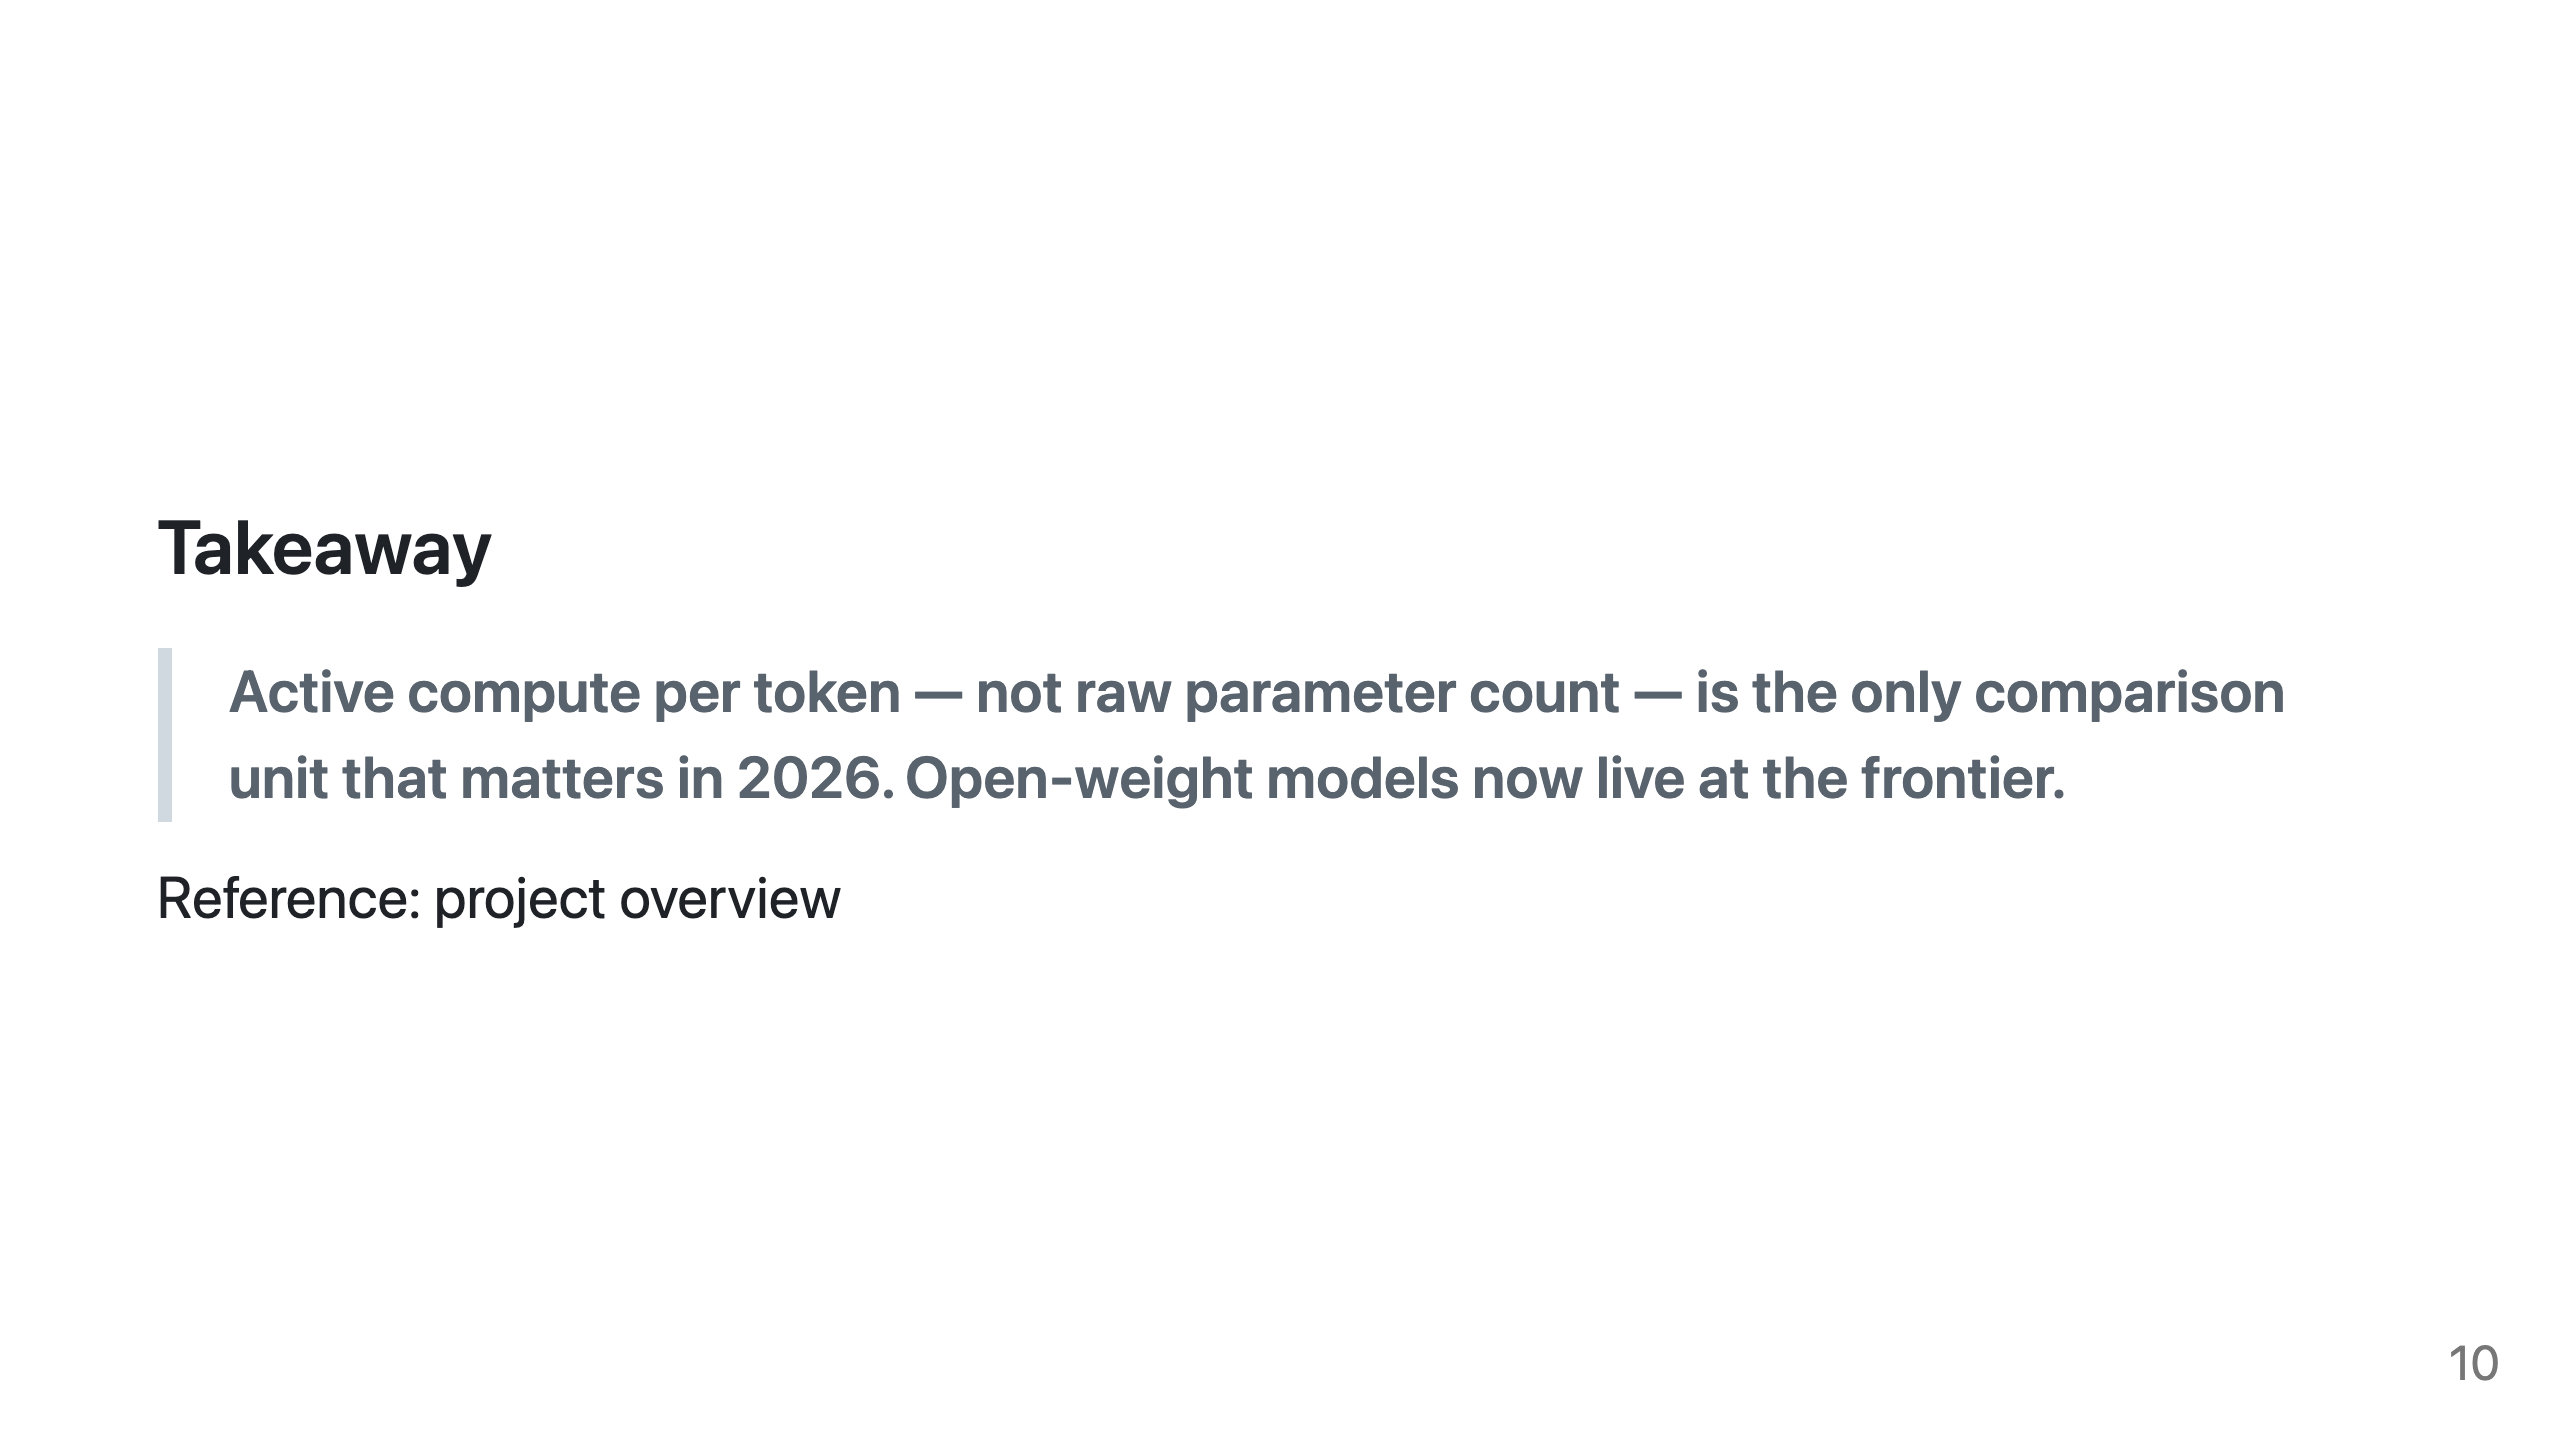 Takeaway
Active compute per token — not raw parameter count — is the only comparison
unit that matters in 2026. Open-weight models now live at the frontier.
Reference: project overview
10